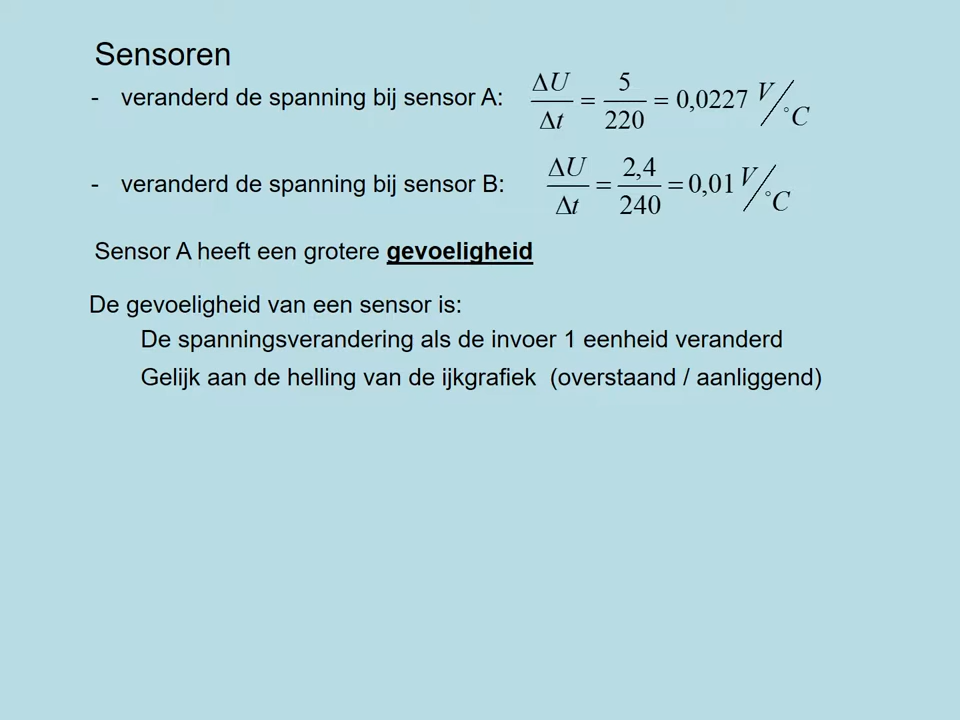 Sensoren
- veranderd de spanning bij sensor A: ΔU/Δt = 5/220 = 0,0227 V/°C
- veranderd de spanning bij sensor B: ΔU/Δt = 2,4/240 = 0,01 V/°C
Sensor A heeft een grotere gevoeligheid
De gevoeligheid van een sensor is:
De spanningsverandering als de invoer 1 eenheid veranderd
Gelijk aan de helling van de ijkgrafiek (overstaand / aanliggend)